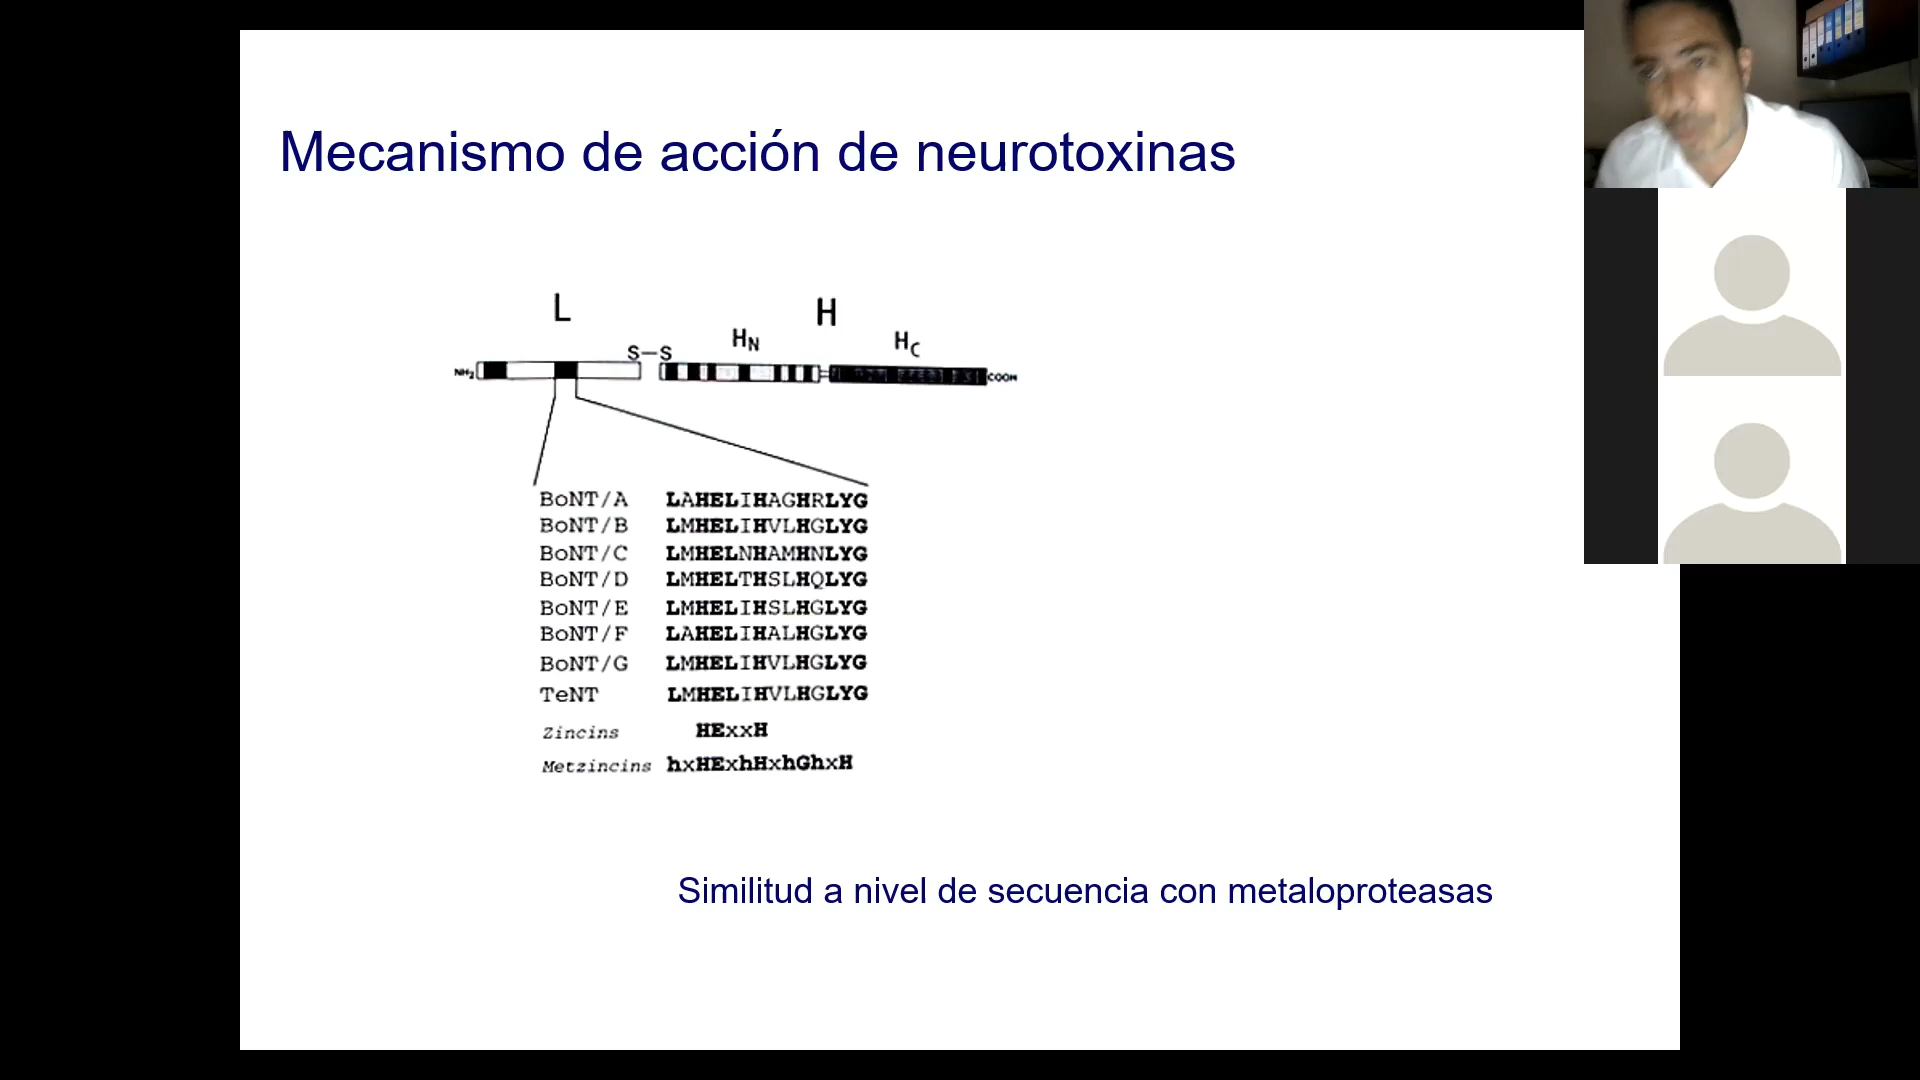 Mecanismo de acción de neurotoxinas
L H
HN HC
S—S
NH2 COOH
BoNT/A LAHELIHAGHRLYG
BoNT/B LMHELIHVLHGLYG
BoNT/C LMHELNHAMHNLYG
BoNT/D LMHELTHSLHQLYG
BoNT/E LMHELIHSLHGLYG
BoNT/F LAHELIHALHGLYG
BoNT/G LMHELIHVLHGLYG
TeNT LMHELIHVLHGLYG
Zincins HExxH
Metzincins hxHExhHxhGhxH
Similitud a nivel de secuencia con metaloproteasas